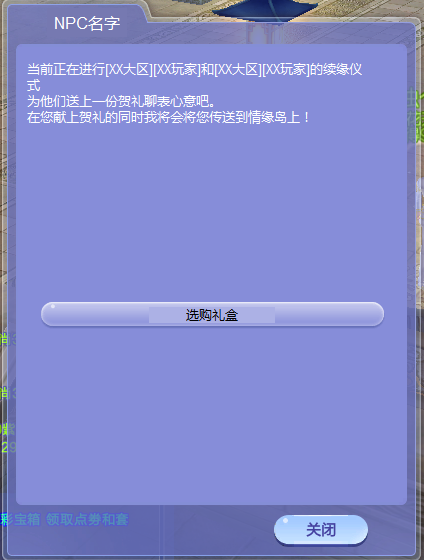 NPC名字
当前正在进行[XX大区][XX玩家]和[XX大区][XX玩家]的续缘仪
式
为他们送上一份贺礼聊表心意吧。
在您献上贺礼的同时我将会将您传送到情缘岛上！
选购礼盒
29
彩宝箱 领取点券和套
关闭